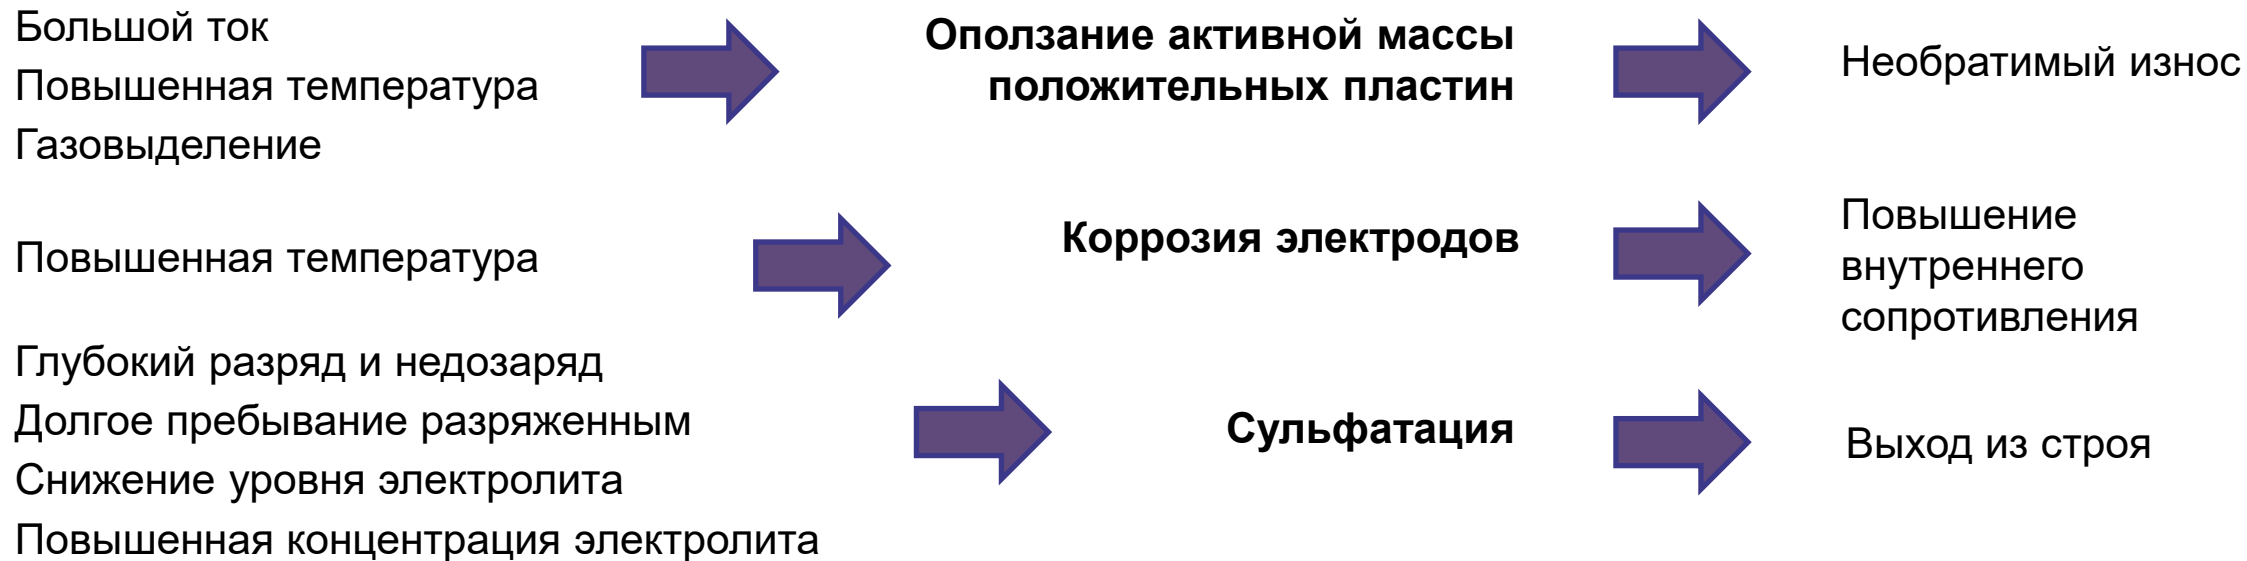 Большой ток
Повышенная температура
Газовыделение
Оползание активной массы
положительных пластин
Необратимый износ
Повышенная температура
Коррозия электродов
Повышение
внутреннего
сопротивления
Глубокий разряд и недозаряд
Долгое пребывание разряженным
Снижение уровня электролита
Повышенная концентрация электролита
Сульфатация
Выход из строя